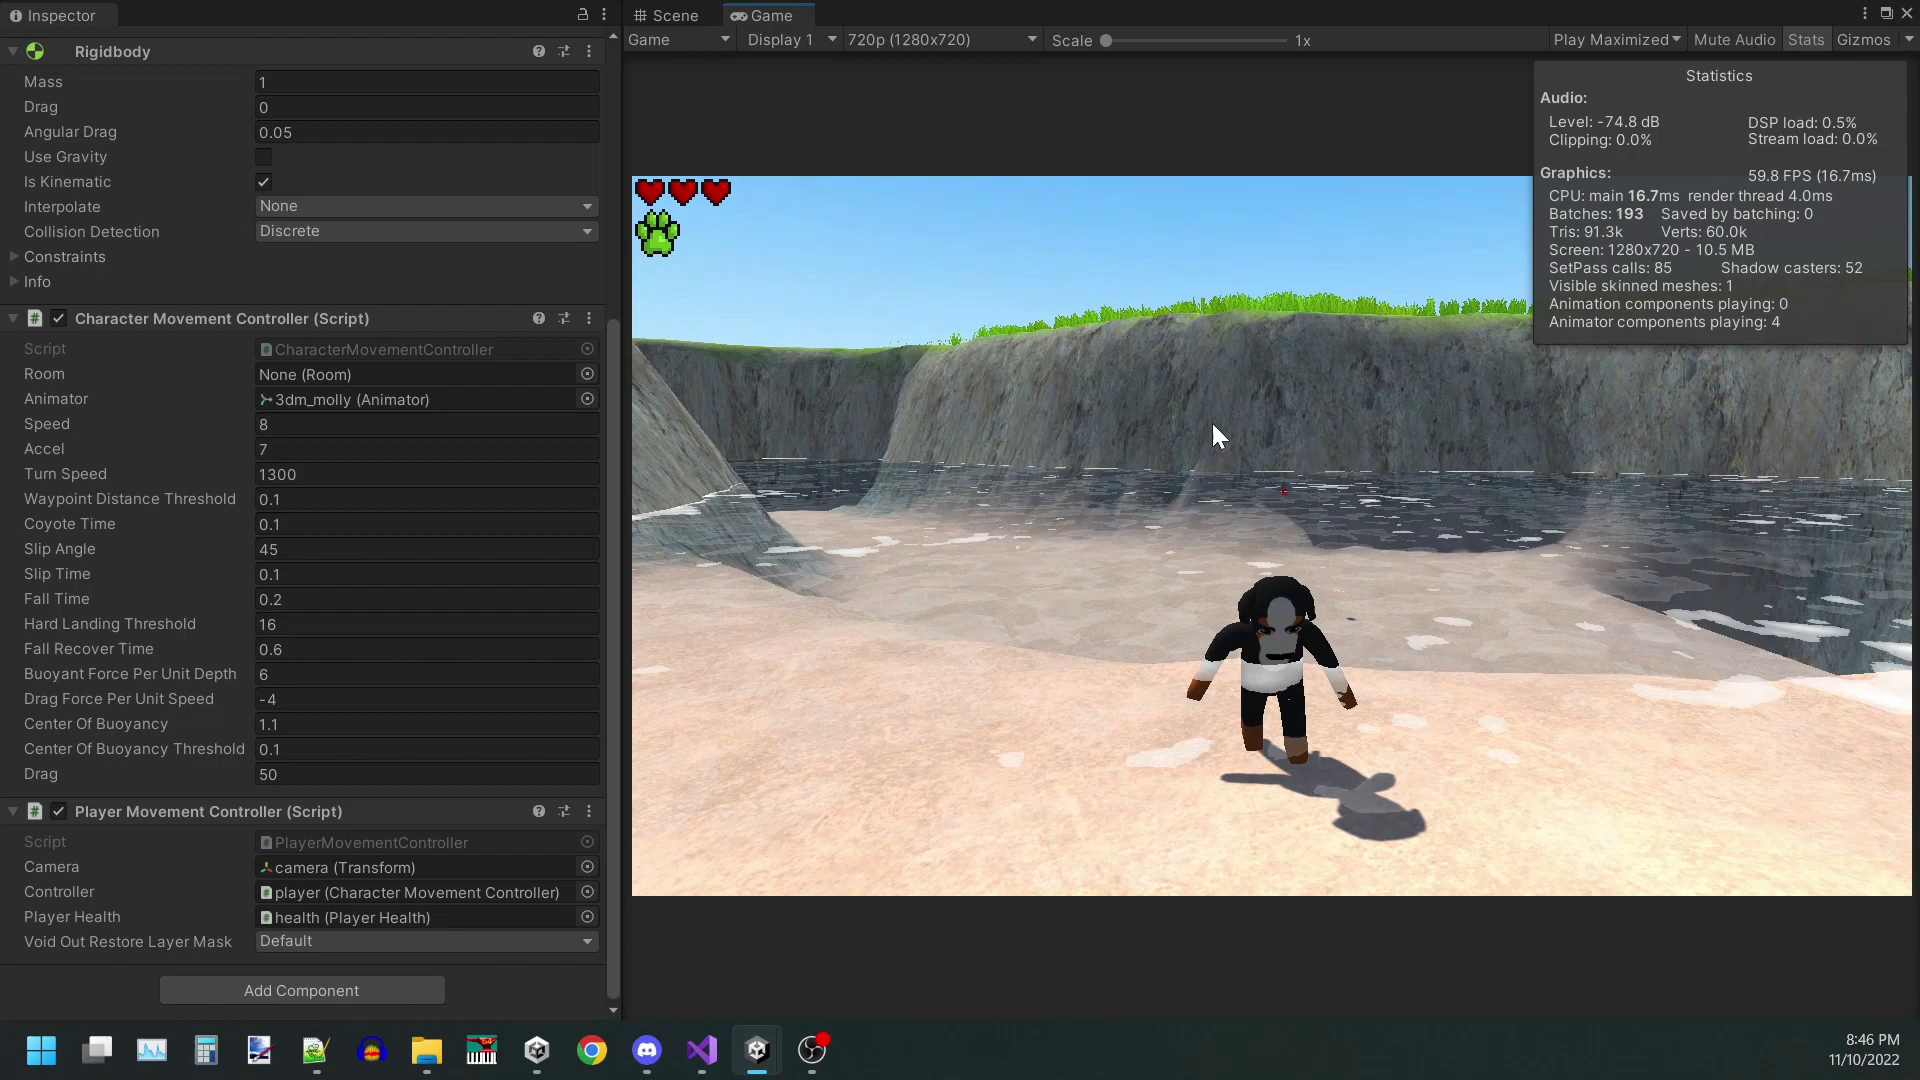 Inspector
Rigidbody
Mass 1
Drag 0
Angular Drag 0.05
Use Gravity
Is Kinematic
Interpolate None
Collision Detection Discrete
Constraints
Info
Character Movement Controller (Script)
Script CharacterMovementController
Room None (Room)
Animator 3dm_molly (Animator)
Speed 8
Accel 7
Turn Speed 1300
Waypoint Distance Threshold 0.1
Coyote Time 0.1
Slip Angle 45
Slip Time 0.1
Fall Time 0.2
Hard Landing Threshold 16
Fall Recover Time 0.6
Buoyant Force Per Unit Depth 6
Drag Force Per Unit Speed -4
Center Of Buoyancy 1.1
Center Of Buoyancy Threshold 0.1
Drag 50
Player Movement Controller (Script)
Script PlayerMovementController
Camera camera (Transform)
Controller player (Character Movement Controller)
Player Health health (Player Health)
Void Out Restore Layer Mask Default
Add Component
Scene Game
Game Display 1 720p (1280x720) Scale 1x Play Maximized Mute Audio Stats Gizmos
Statistics
Audio:
Level: -74.8 dB DSP load: 0.5%
Clipping: 0.0% Stream load: 0.0%
Graphics: 59.8 FPS (16.7ms)
CPU: main 16.7ms render thread 4.0ms
Batches: 193 Saved by batching: 0
Tris: 91.3k Verts: 60.0k
Screen: 1280x720 - 10.5 MB
SetPass calls: 85 Shadow casters: 52
Visible skinned meshes: 1
Animation components playing: 0
Animator components playing: 4
64
8:46 PM
11/10/2022